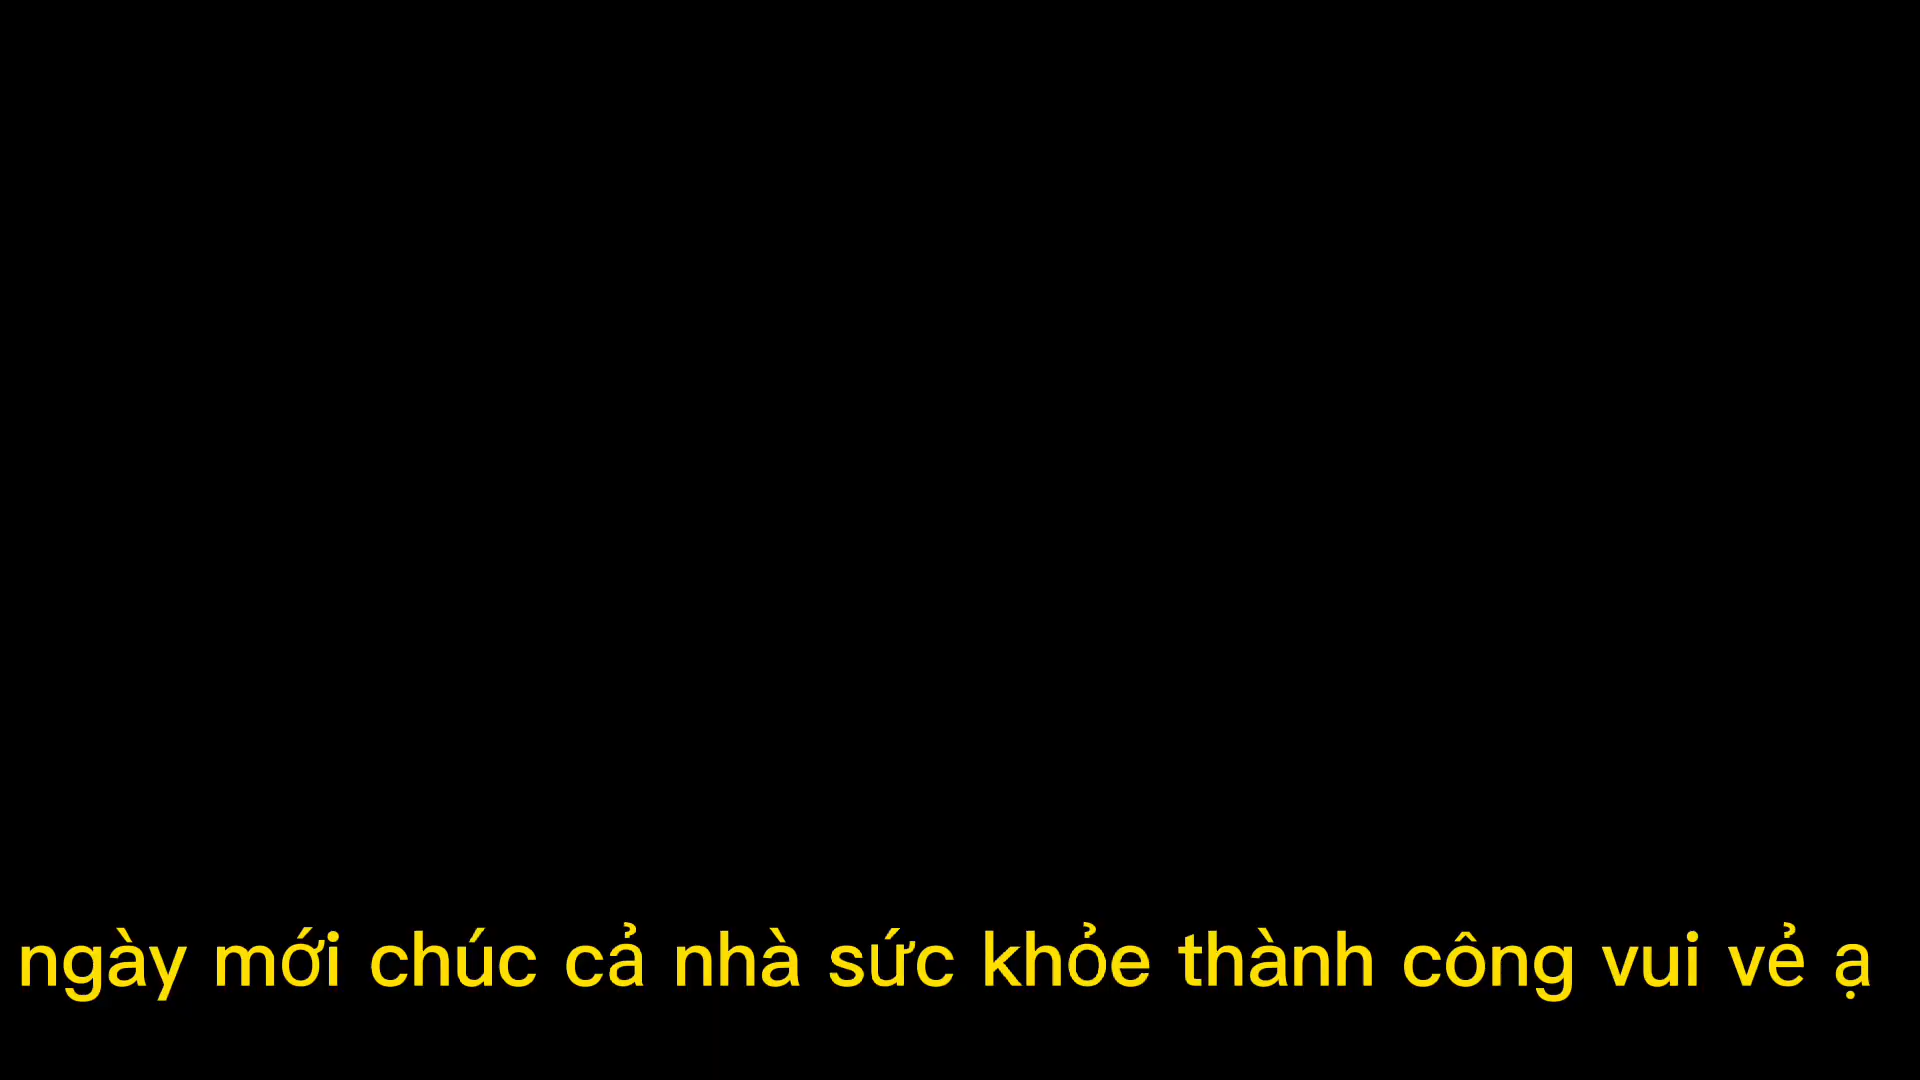 ngày mới chúc cả nhà sức khỏe thành công vui vẻ ạ